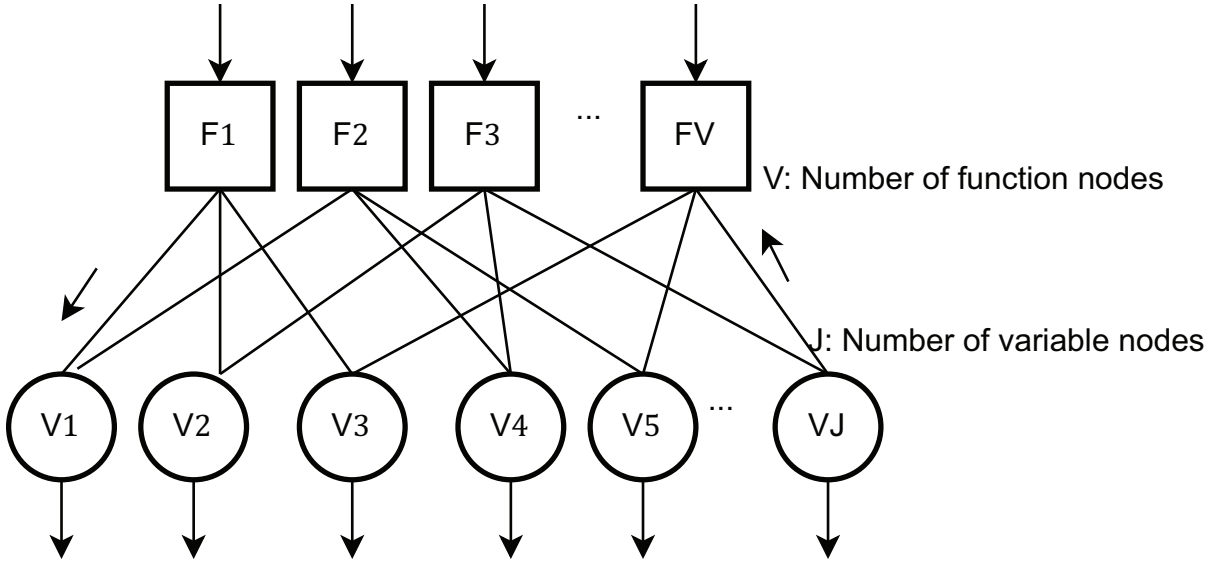 F1 F2 F3 ... FV
V: Number of function nodes
J: Number of variable nodes
V1 V2 V3 V4 V5 ... VJ